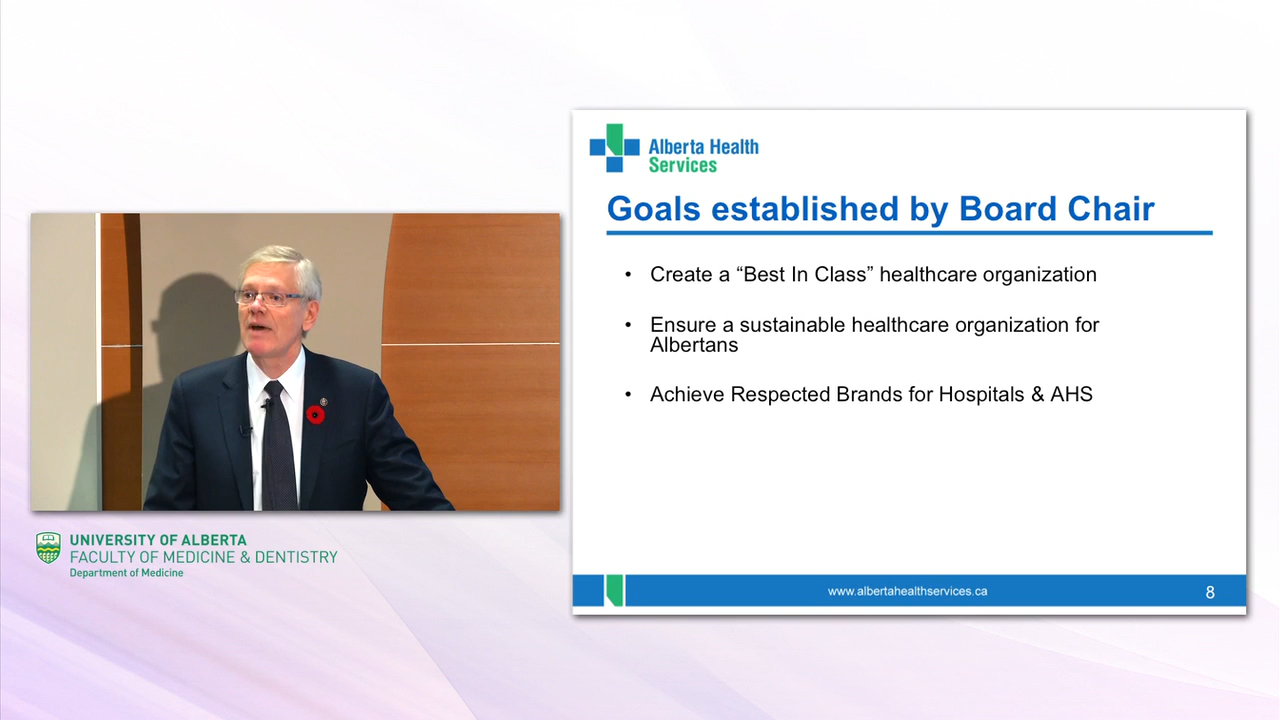 Alberta Health
Services
Goals established by Board Chair
• Create a “Best In Class” healthcare organization
• Ensure a sustainable healthcare organization for
Albertans
• Achieve Respected Brands for Hospitals & AHS
www.albertahealthservices.ca
8
UNIVERSITY OF ALBERTA
FACULTY OF MEDICINE & DENTISTRY
Department of Medicine